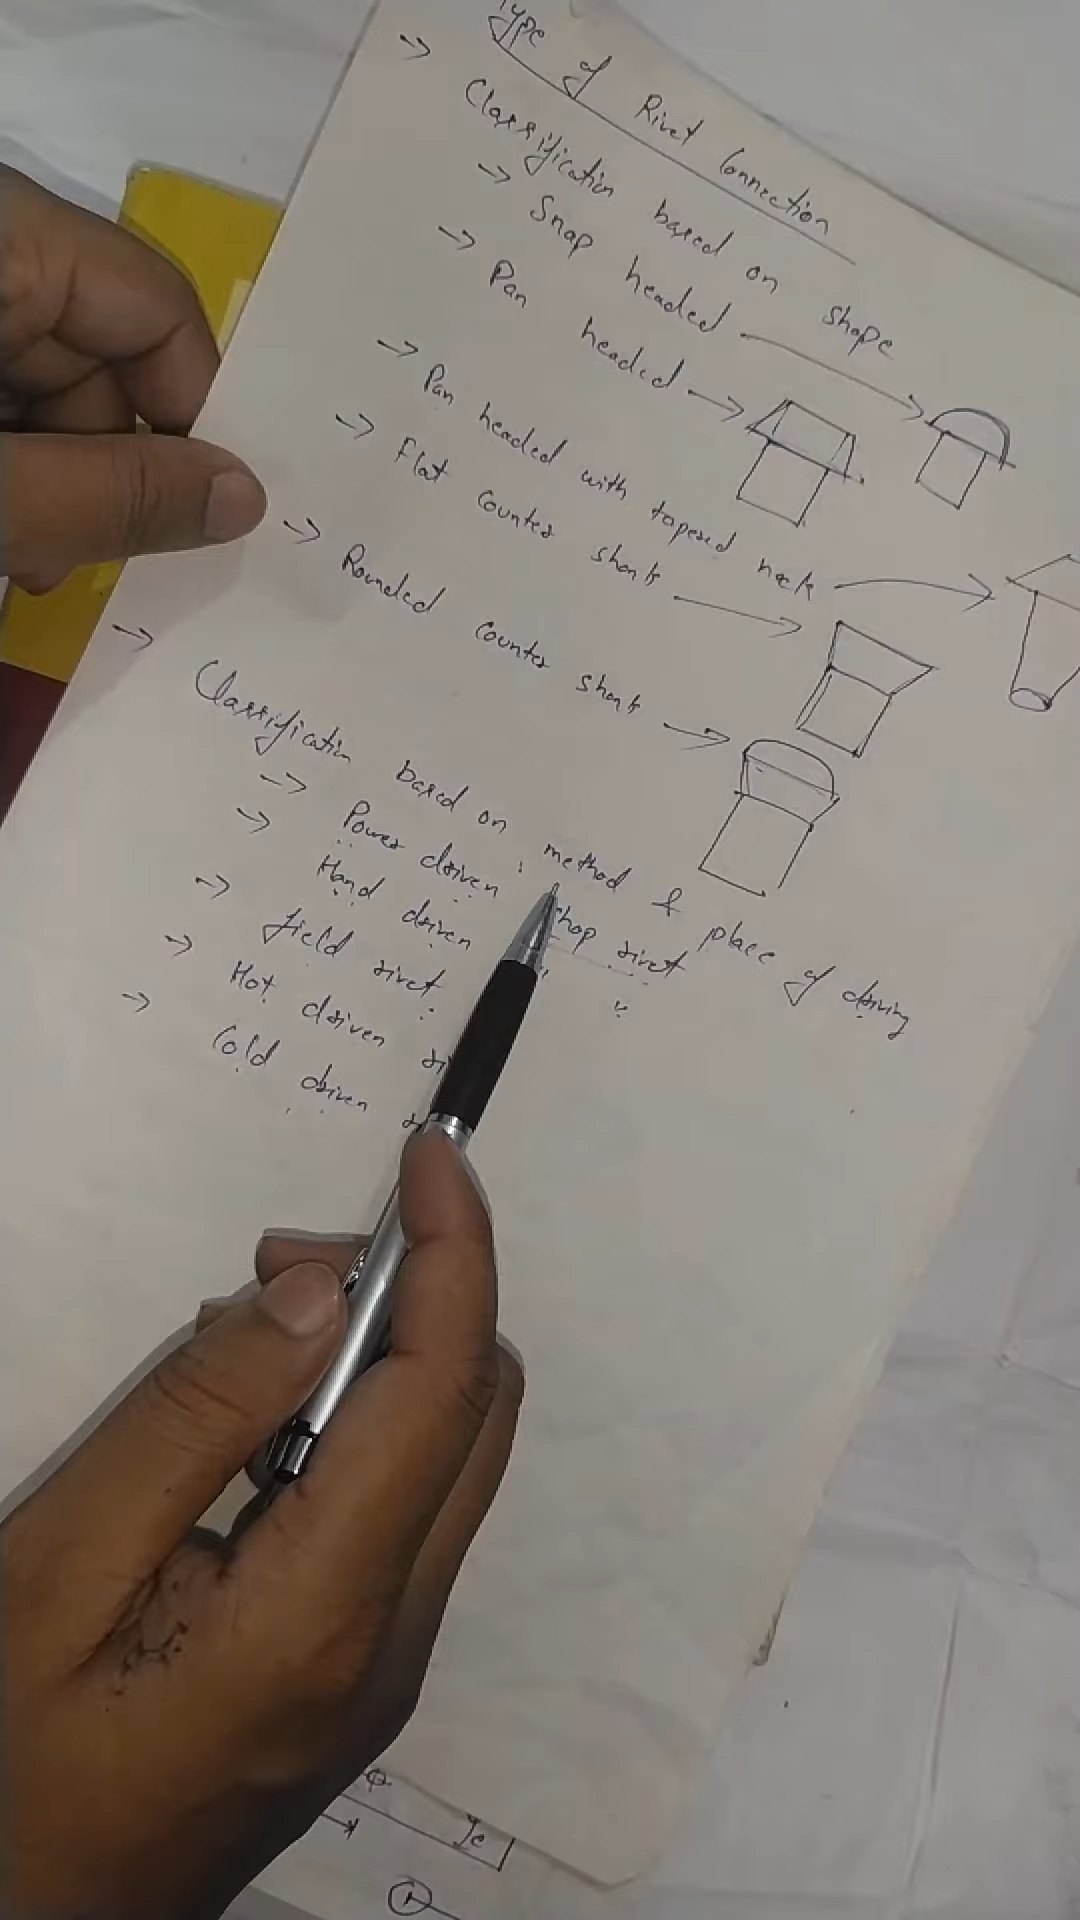 Type of Rivet Connection
→ Classification based on shape
→ Snap headed →
→ Pan headed →
→ Pan headed with tapered neck →
→ Flat counter shank →
→ Rounded counter shank →
→ Classification based on method & place of driving
→ Power driven shop rivet
→ Hand driven " "
→ field rivet
→ Hot driven
→ Cold driven